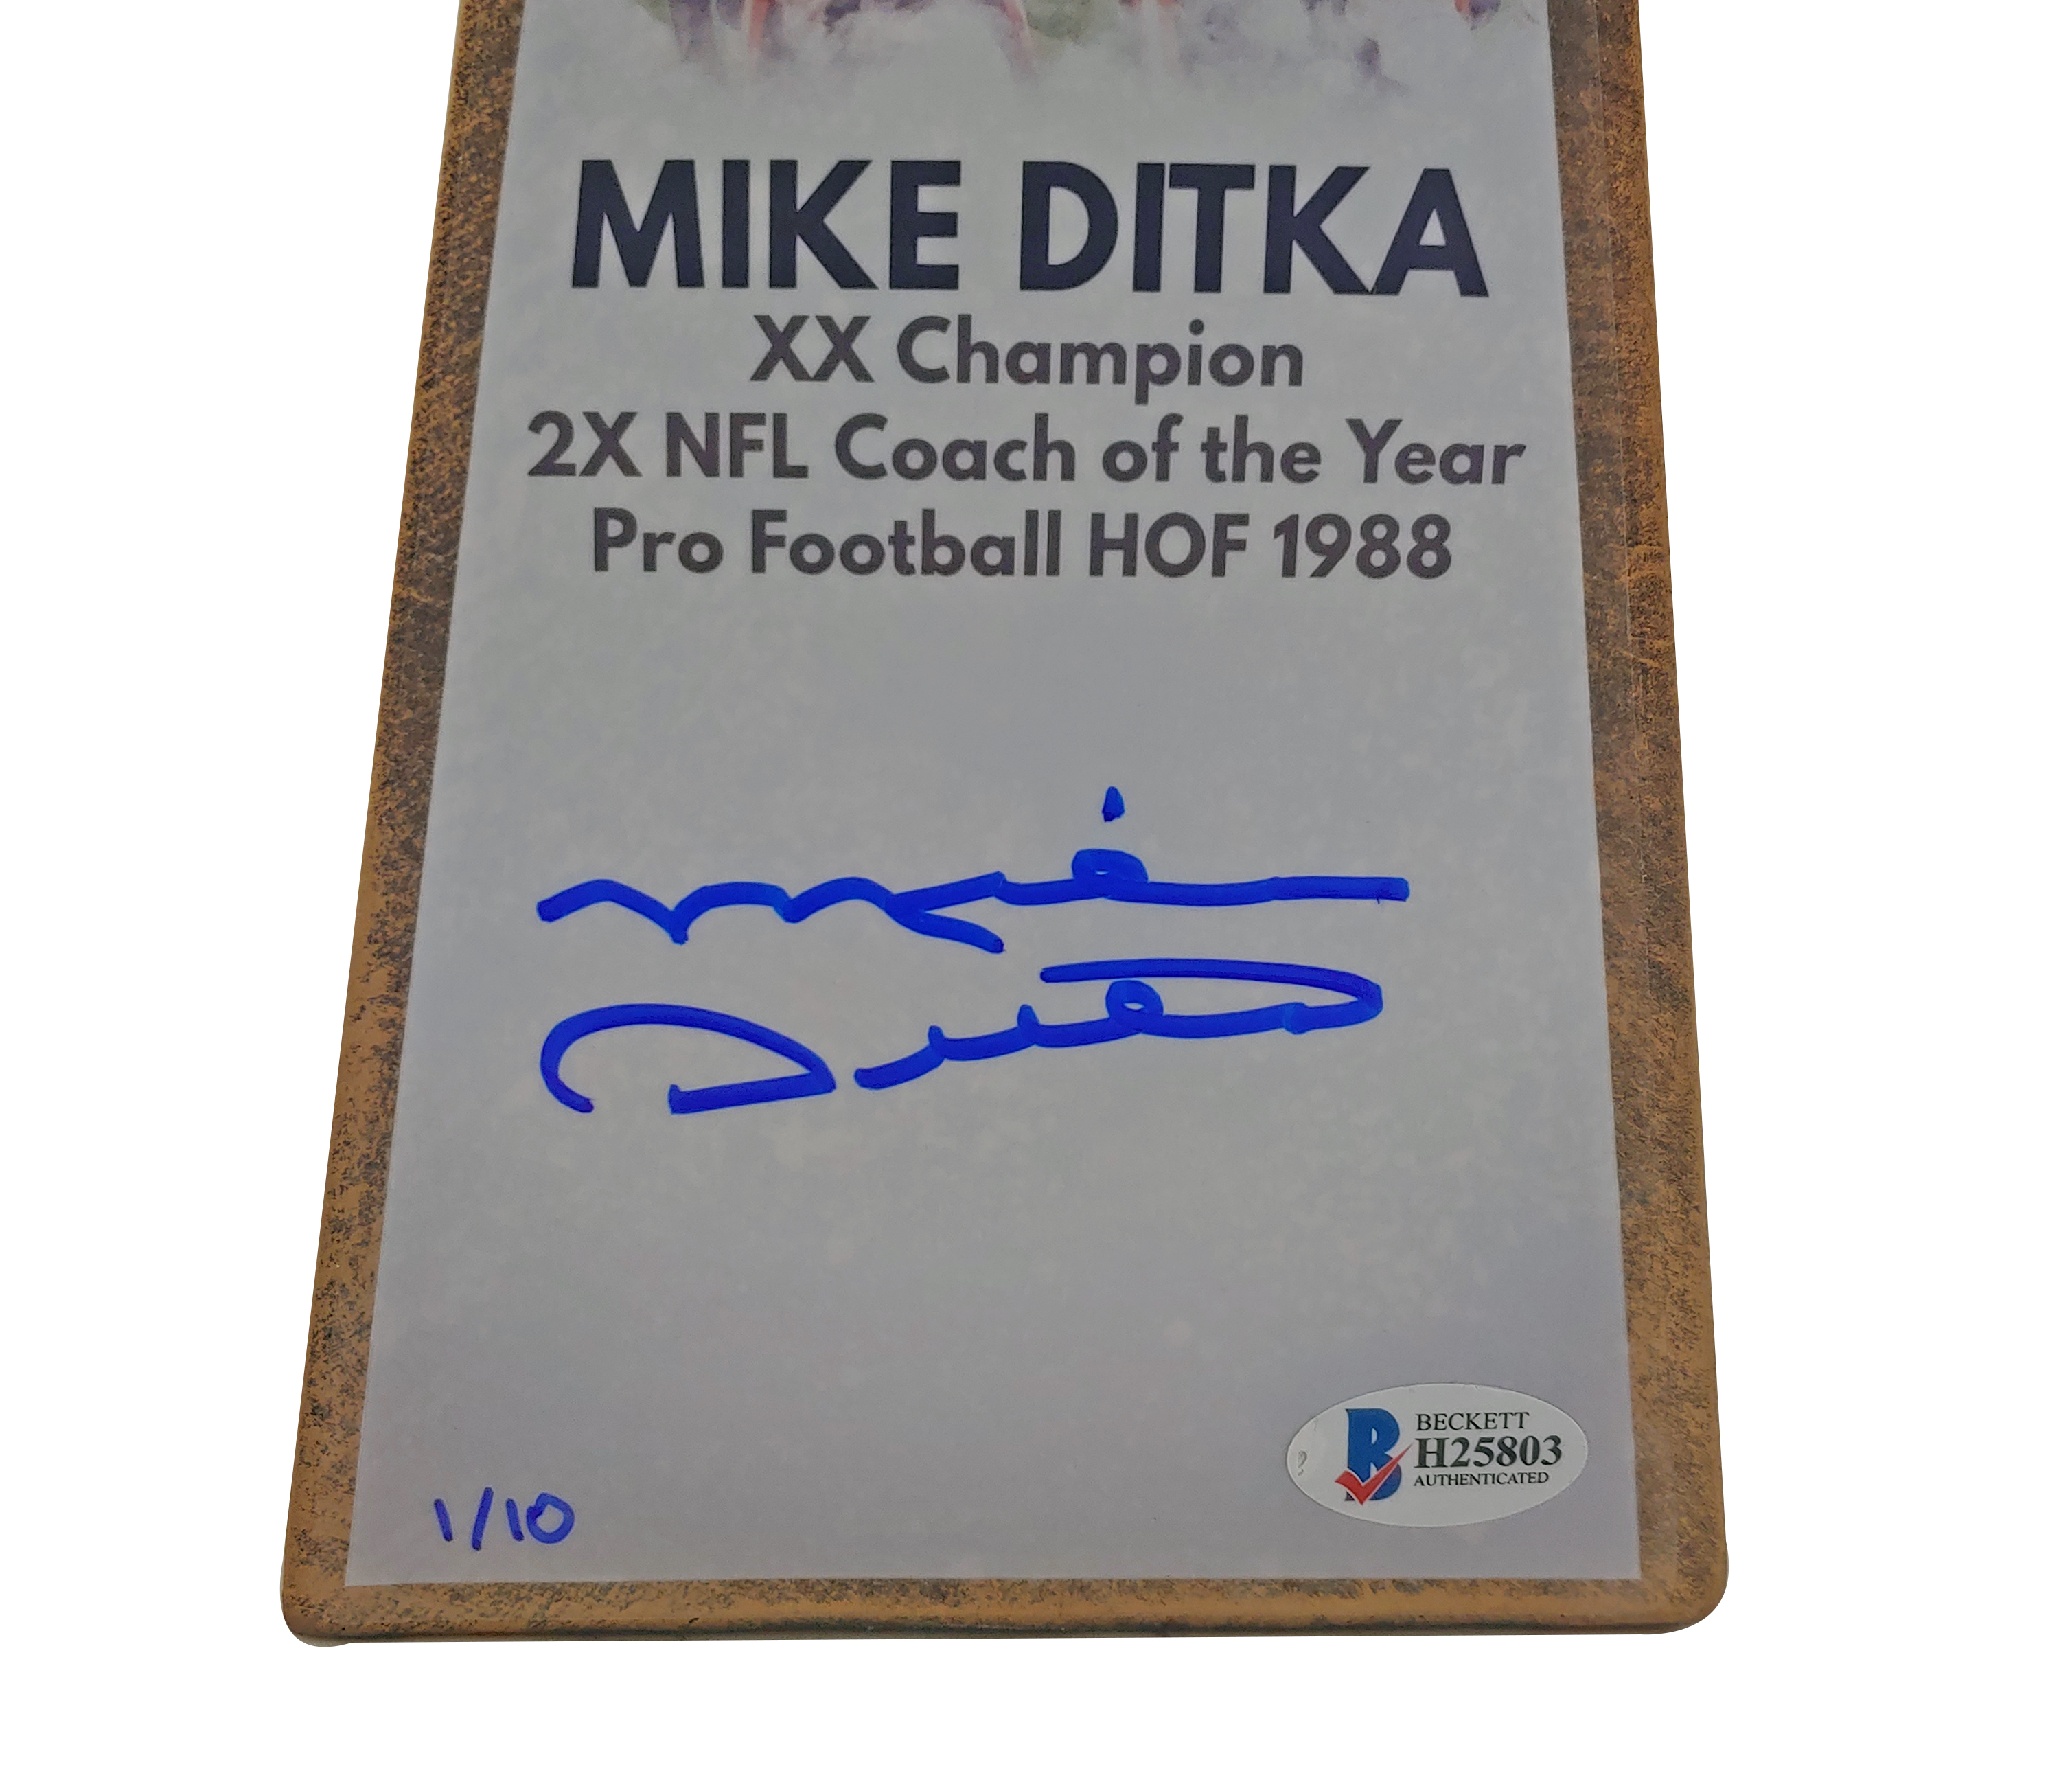 MIKE DITKA
XX Champion
2X NFL Coach of the Year
Pro Football HOF 1988
Mike
Ditka
BECKETT
H25803
AUTHENTICATED
1/10